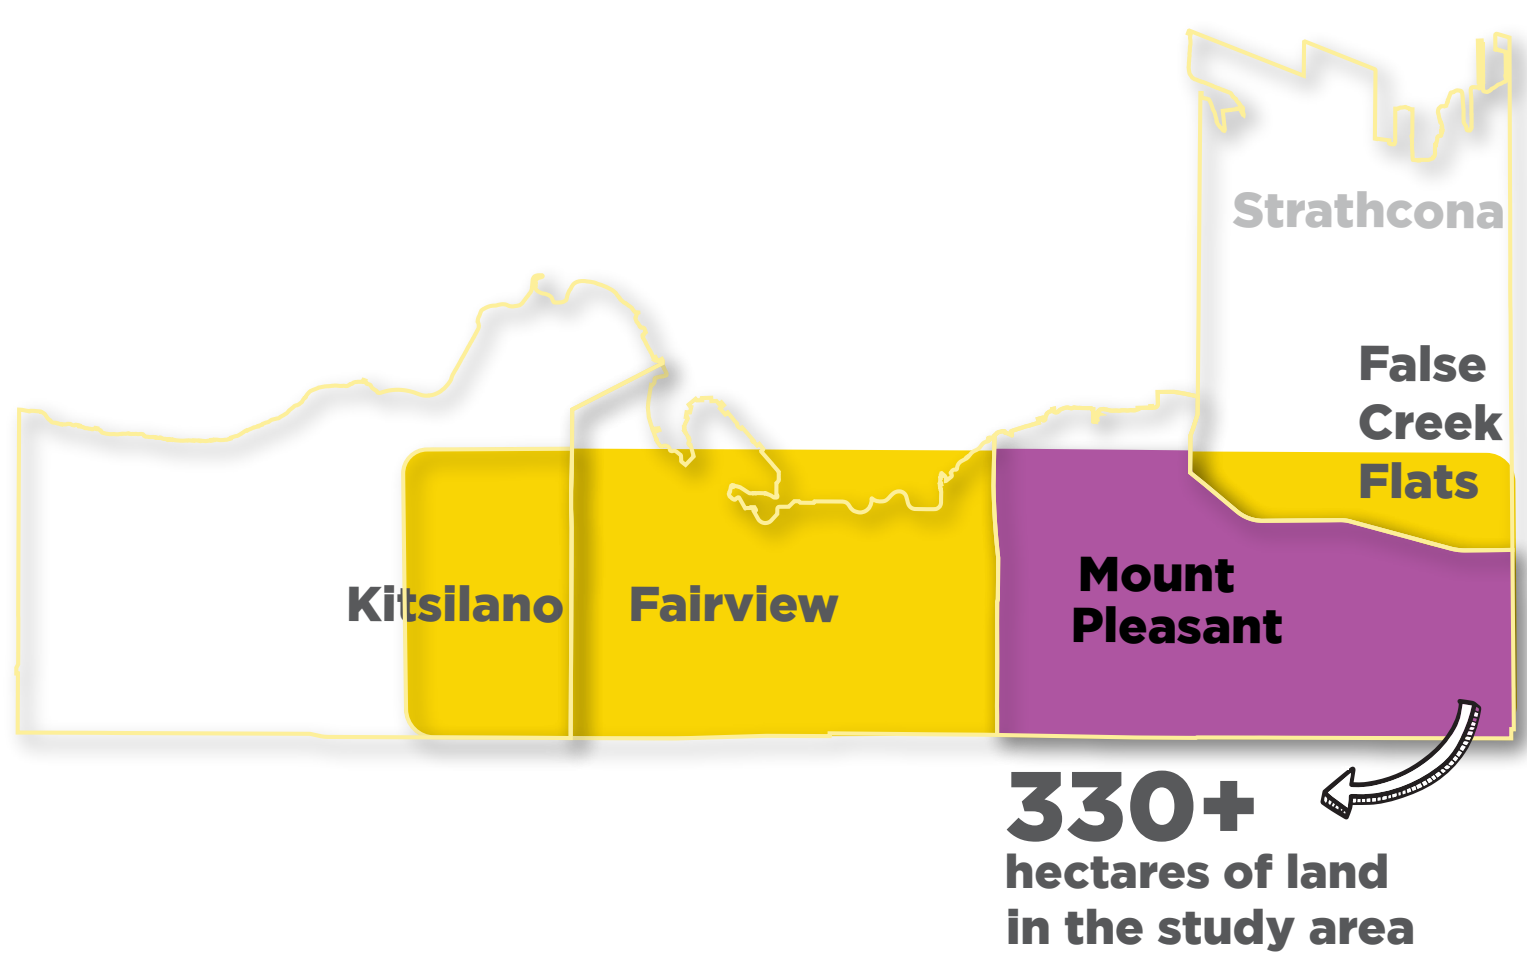 Strathcona
False
Creek
Flats
Kitsilano
Fairview
Mount
Pleasant
330+
hectares of land
in the study area